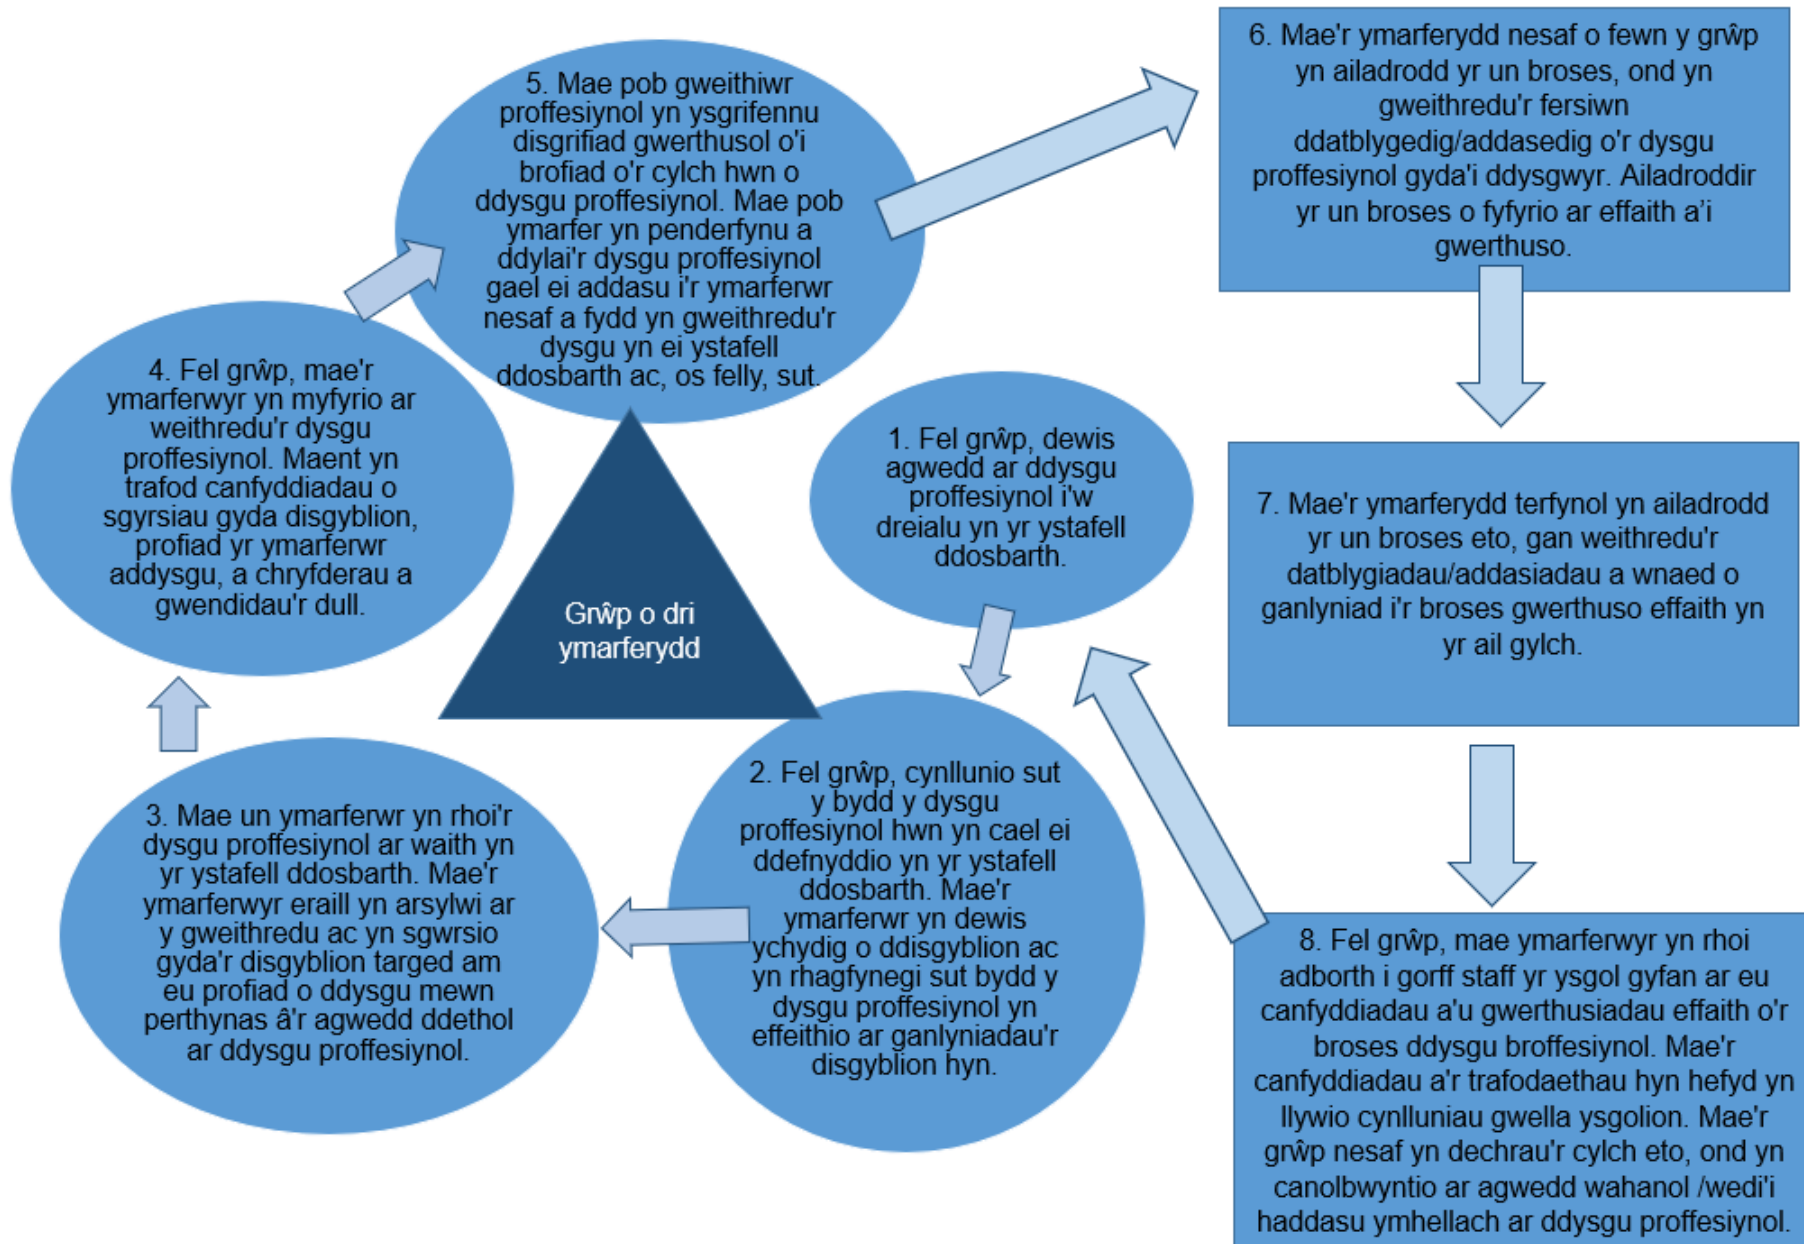 1. Fel grŵp, dewis
agwedd ar ddysgu
proffesiynol i'w
dreialu yn yr ystafell
ddosbarth.
2. Fel grŵp, cynllunio sut
y bydd y dysgu
proffesiynol hwn yn cael ei
ddefnyddio yn yr ystafell
ddosbarth. Mae'r
ymarferwr yn dewis
ychydig o ddisgyblion ac
yn rhagfynegi sut bydd y
dysgu proffesiynol yn
effeithio ar ganlyniadau'r
disgyblion hyn.
3. Mae un ymarferwr yn rhoi'r
dysgu proffesiynol ar waith yn
yr ystafell ddosbarth. Mae'r
ymarferwyr eraill yn arsylwi ar
y gweithredu ac yn sgwrsio
gyda'r disgyblion targed am
eu profiad o ddysgu mewn
perthynas â'r agwedd ddethol
ar ddysgu proffesiynol.
4. Fel grŵp, mae'r
ymarferwyr yn myfyrio ar
weithredu'r dysgu
proffesiynol. Maent yn
trafod canfyddiadau o
sgyrsiau gyda disgyblion,
profiad yr ymarferwr
addysgu, a chryfderau a
gwendidau'r dull.
5. Mae pob gweithiwr
proffesiynol yn ysgrifennu
disgrifiad gwerthusol o'i
brofiad o'r cylch hwn o
ddysgu proffesiynol. Mae pob
ymarfer yn penderfynu a
ddylai'r dysgu proffesiynol
gael ei addasu i'r ymarferwr
nesaf a fydd yn gweithredu'r
dysgu yn ei ystafell
ddosbarth ac, os felly, sut.
Grŵp o dri
ymarferydd
6. Mae'r ymarferydd nesaf o fewn y grŵp
yn ailadrodd yr un broses, ond yn
gweithredu'r fersiwn
ddatblygedig/addasedig o'r dysgu
proffesiynol gyda'i ddysgwyr. Ailadroddir
yr un broses o fyfyrio ar effaith a'i
gwerthuso.
7. Mae'r ymarferydd terfynol yn ailadrodd
yr un broses eto, gan weithredu'r
datblygiadau/addasiadau a wnaed o
ganlyniad i'r broses gwerthuso effaith yn
yr ail gylch.
8. Fel grŵp, mae ymarferwyr yn rhoi
adborth i gorff staff yr ysgol gyfan ar eu
canfyddiadau a'u gwerthusiadau effaith o'r
broses ddysgu broffesiynol. Mae'r
canfyddiadau a'r trafodaethau hyn hefyd yn
llywio cynlluniau gwella ysgolion. Mae'r
grŵp nesaf yn dechrau'r cylch eto, ond yn
canolbwyntio ar agwedd wahanol /wedi'i
haddasu ymhellach ar ddysgu proffesiynol.